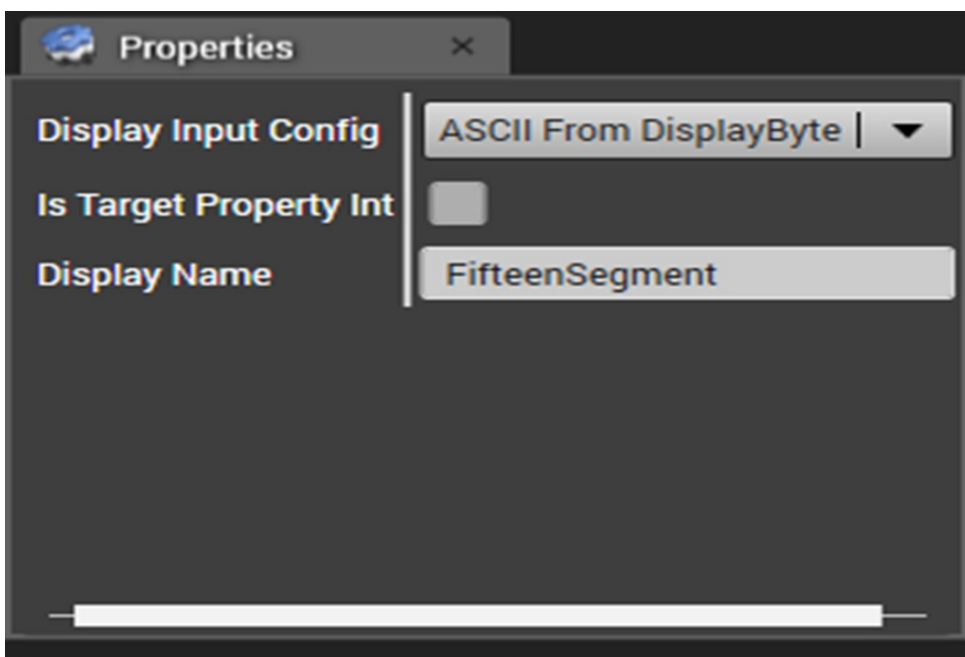 Properties ×
Display Input Config ASCII From DisplayByte
Is Target Property Int
Display Name FifteenSegment